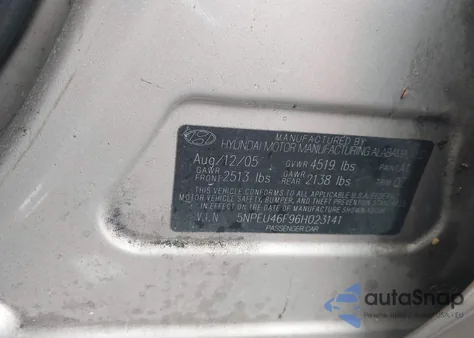 MANUFACTURED BY:
HYUNDAI MOTOR MANUFACTURING ALABAMA, LLC
Aug/12/05 GVWR 4519 lbs
GAWR FRONT 2513 lbs GAWR REAR 2138 lbs
THIS VEHICLE CONFORMS TO ALL APPLICABLE U.S.A FEDERAL
MOTOR VEHICLE SAFETY, BUMPER, AND THEFT PREVENTION STANDARDS
IN EFFECT ON THE DATE OF MANUFACTURE SHOWN ABOVE
V.I.N. 5NPEU46F96H023141
PASSENGER CAR
autoSnap